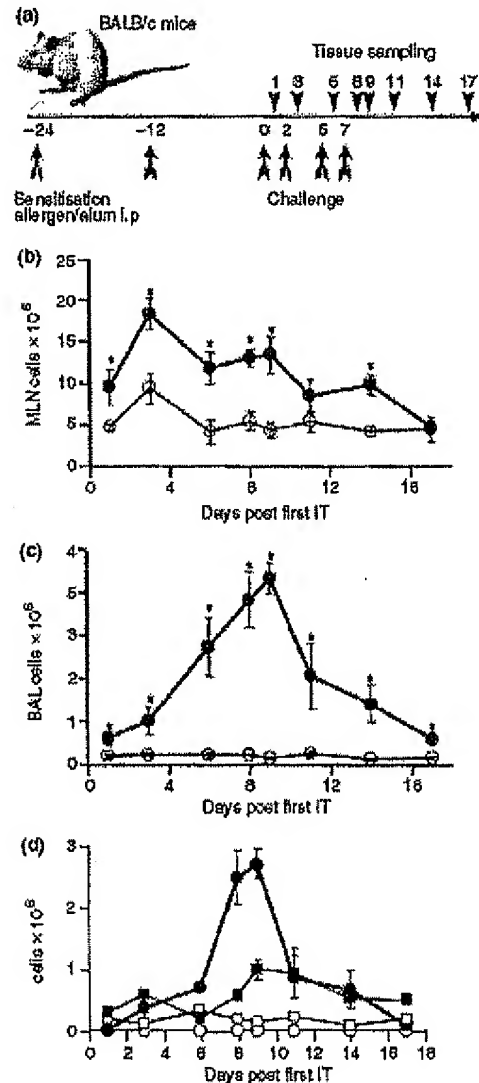 (a)
BALB/c mice
Tissue sampling
1 3 6 8 9 11 14 17
-24 -12 0 2 5 7
Sensitisation Challenge
allergen/alum i.p
(b)
25
20
15
10
5
0
MLN cells × 10⁶
0 4 8 12 16
Days post first IT
(c)
4
5
3
2
1
0
BAL cells × 10⁶
0 4 8 12 16
Days post first IT
(d)
3
2
1
0
cells × 10⁶
0 2 4 6 8 10 12 14 16 18
Days post first IT